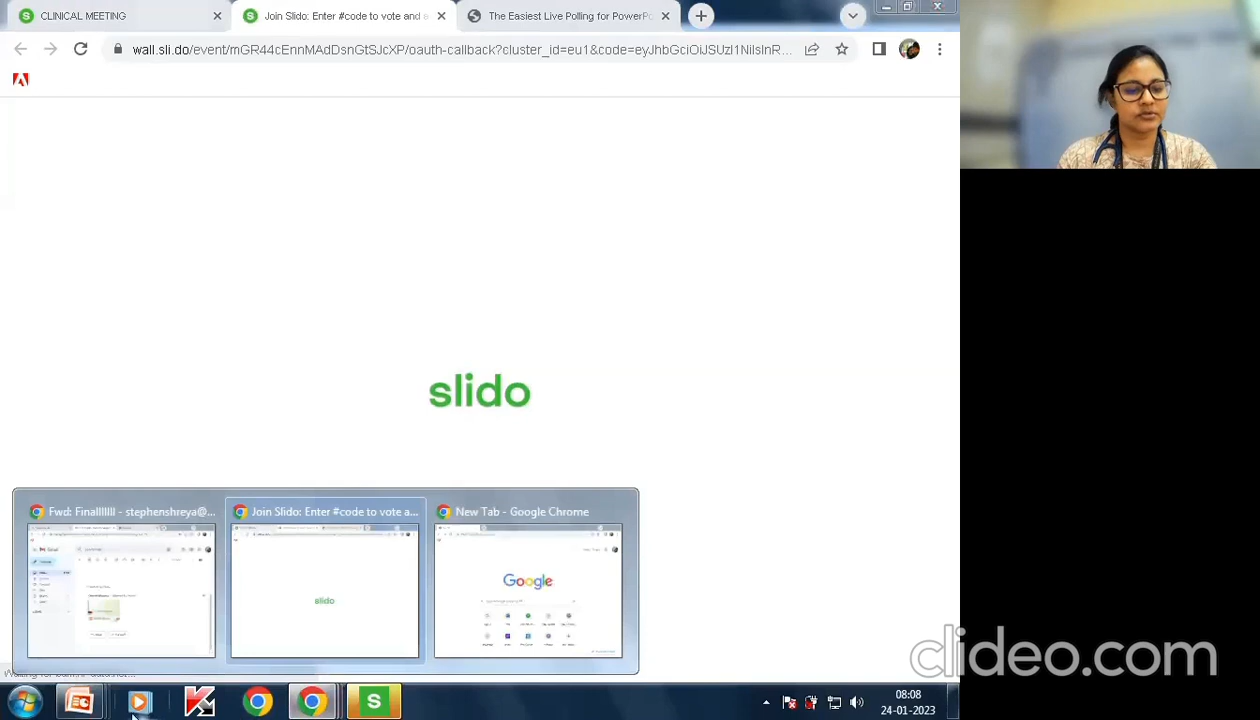 CLINICAL MEETING
Join Slido: Enter #code to vote and
The Easiest Live Polling for PowerPo
wall.sli.do/event/mGR44cEnnMAdDsnGtSJcXP/oauth-callback?cluster_id=eu1&code=eyJhbGciOiJSUzI1NiIsInR...
slido
Fwd: Finalllllll - stephenshreya@...
Join Slido: Enter #code to vote a...
New Tab - Google Chrome
Google
slido
clideo.com
08:08
24-01-2023